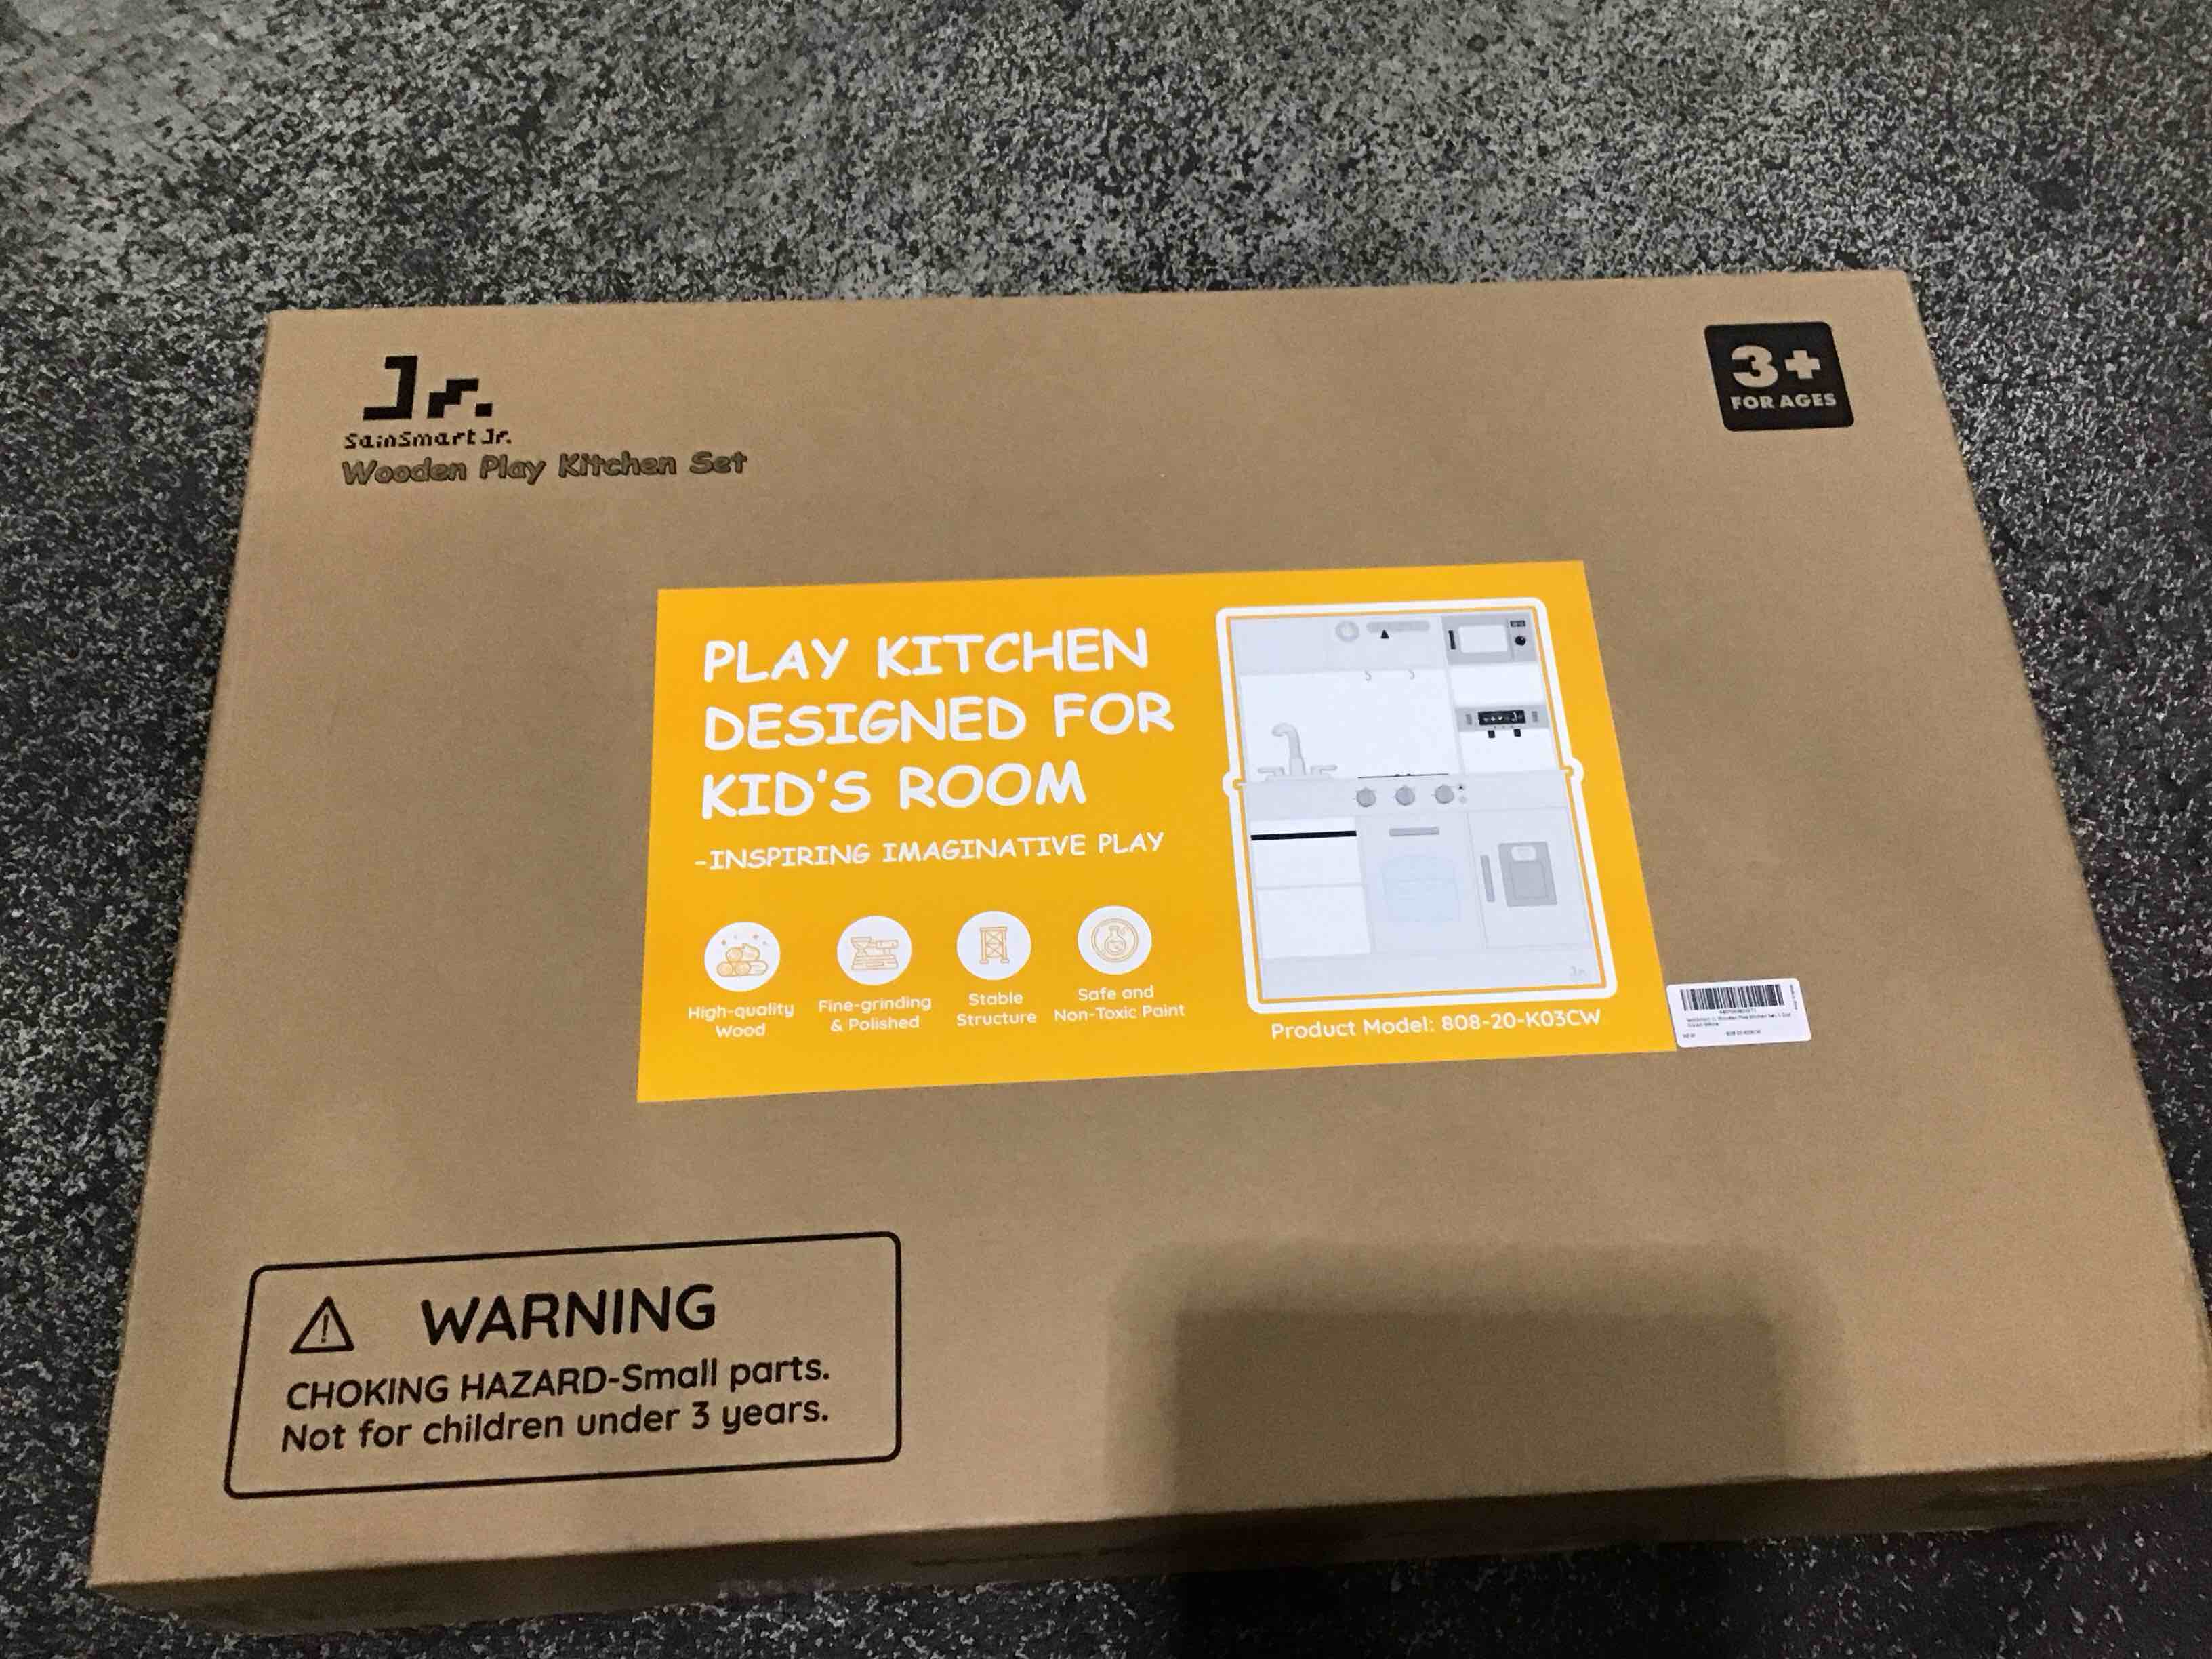 Jr.
SainSmart Jr.
Wooden Play Kitchen Set
3+
FOR AGES
PLAY KITCHEN
DESIGNED FOR
KID'S ROOM
-INSPIRING IMAGINATIVE PLAY
High-quality
Wood
Fine-grinding
& Polished
Stable
Structure
Safe and
Non-Toxic Paint
Jr.
Product Model: 808-20-K03CW
WARNING
CHOKING HAZARD-Small parts.
Not for children under 3 years.